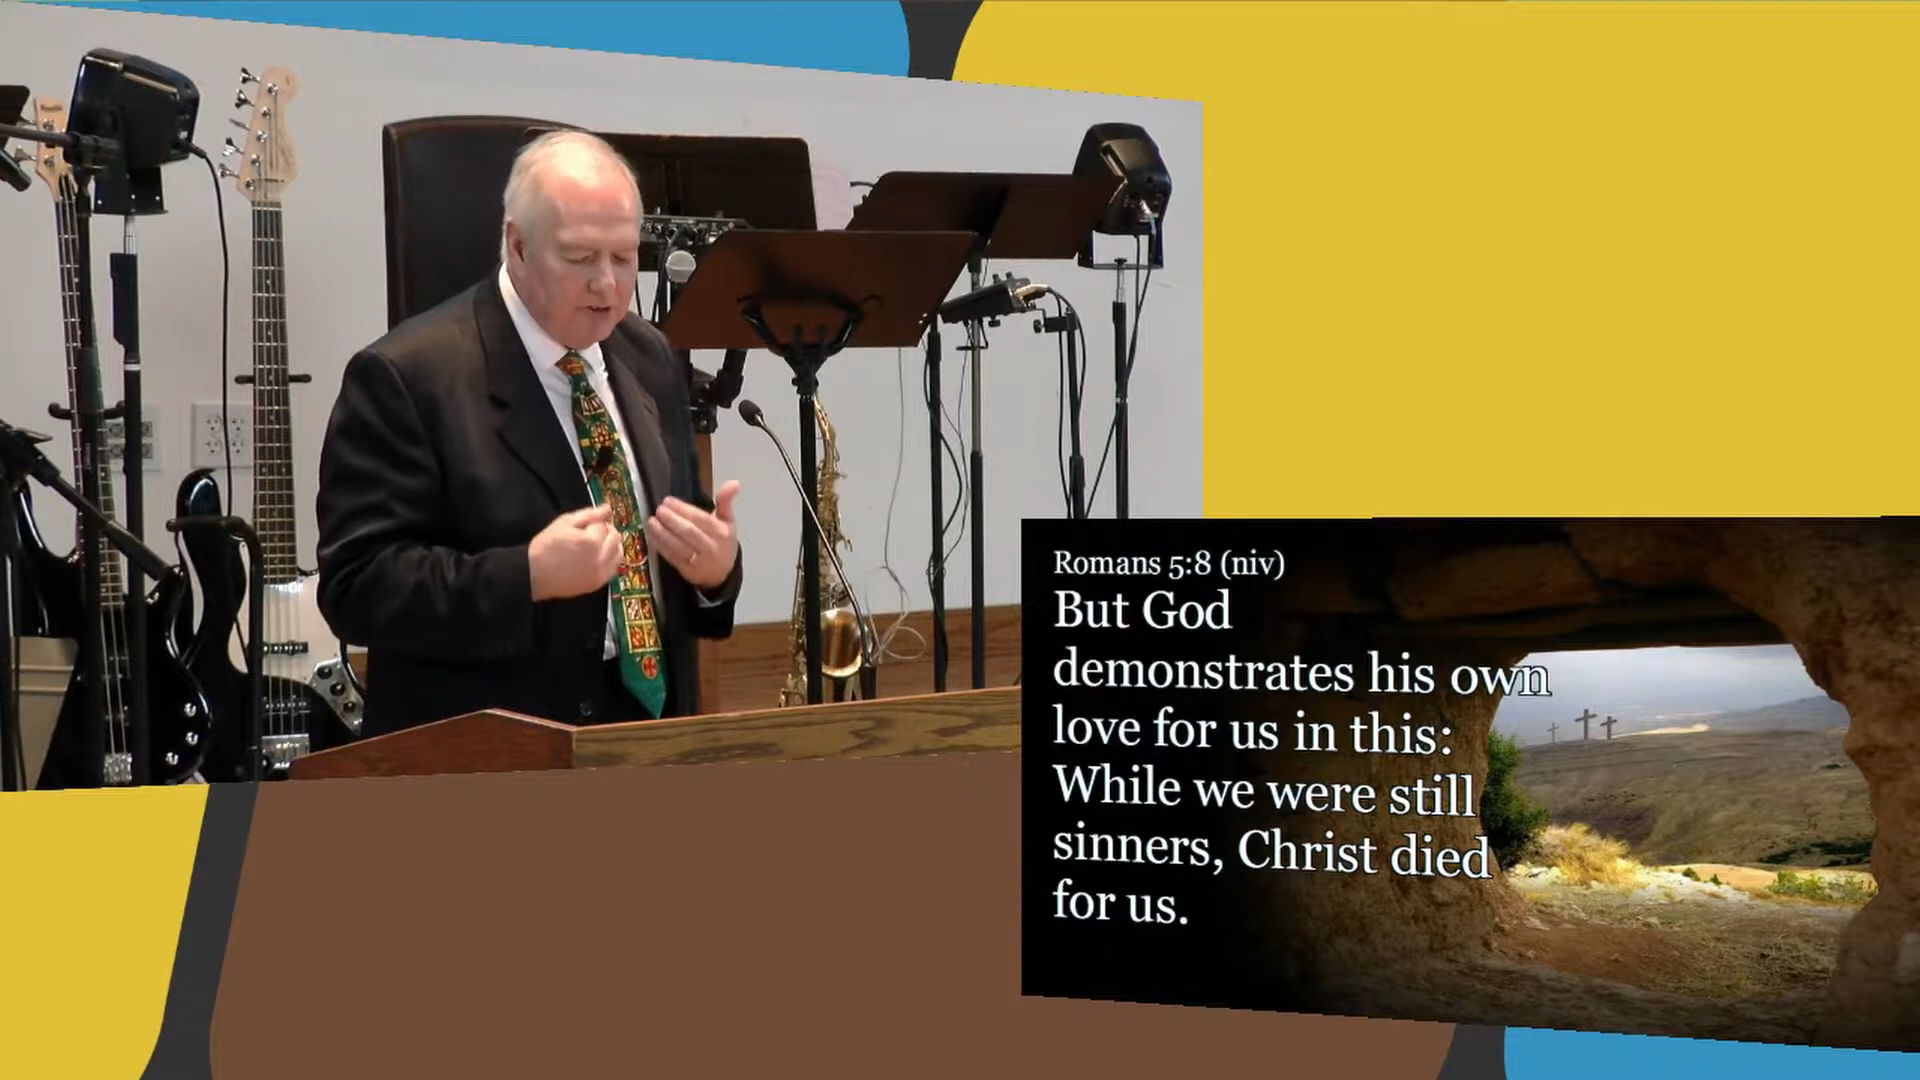 Romans 5:8 (niv)
But God
demonstrates his own
love for us in this:
While we were still
sinners, Christ died
for us.